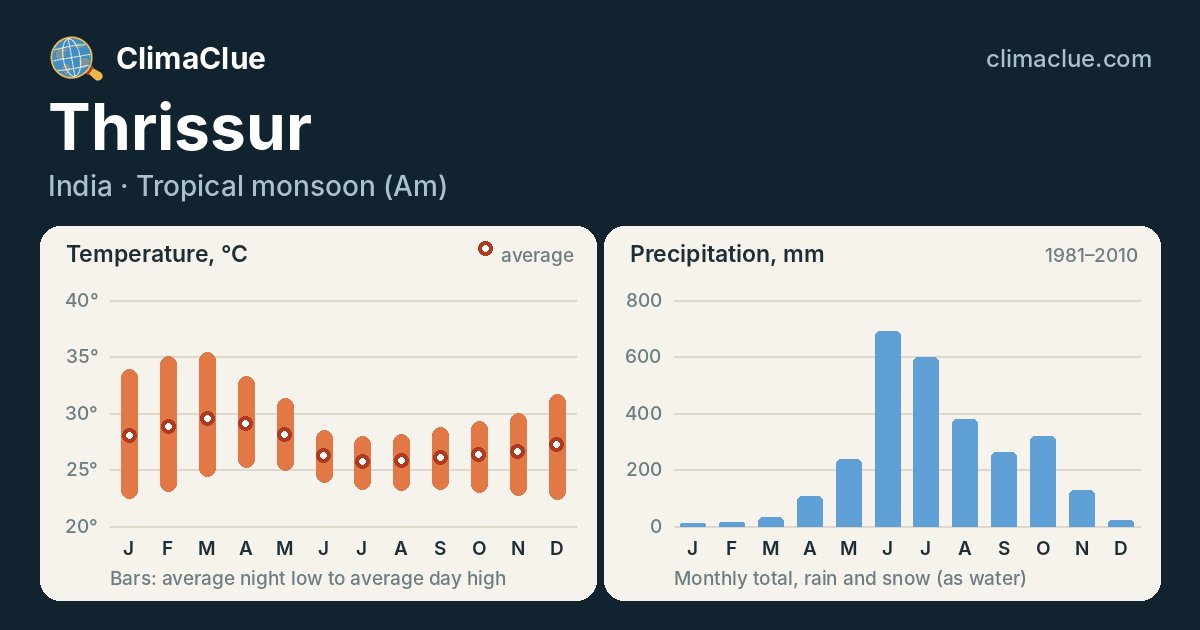 ClimaClue
climaclue.com
Thrissur
India · Tropical monsoon (Am)
Temperature, °C
average
40°
35°
30°
25°
20°
J F M A M J J A S O N D
Bars: average night low to average day high
Precipitation, mm
1981–2010
800
600
400
200
0
J F M A M J J A S O N D
Monthly total, rain and snow (as water)